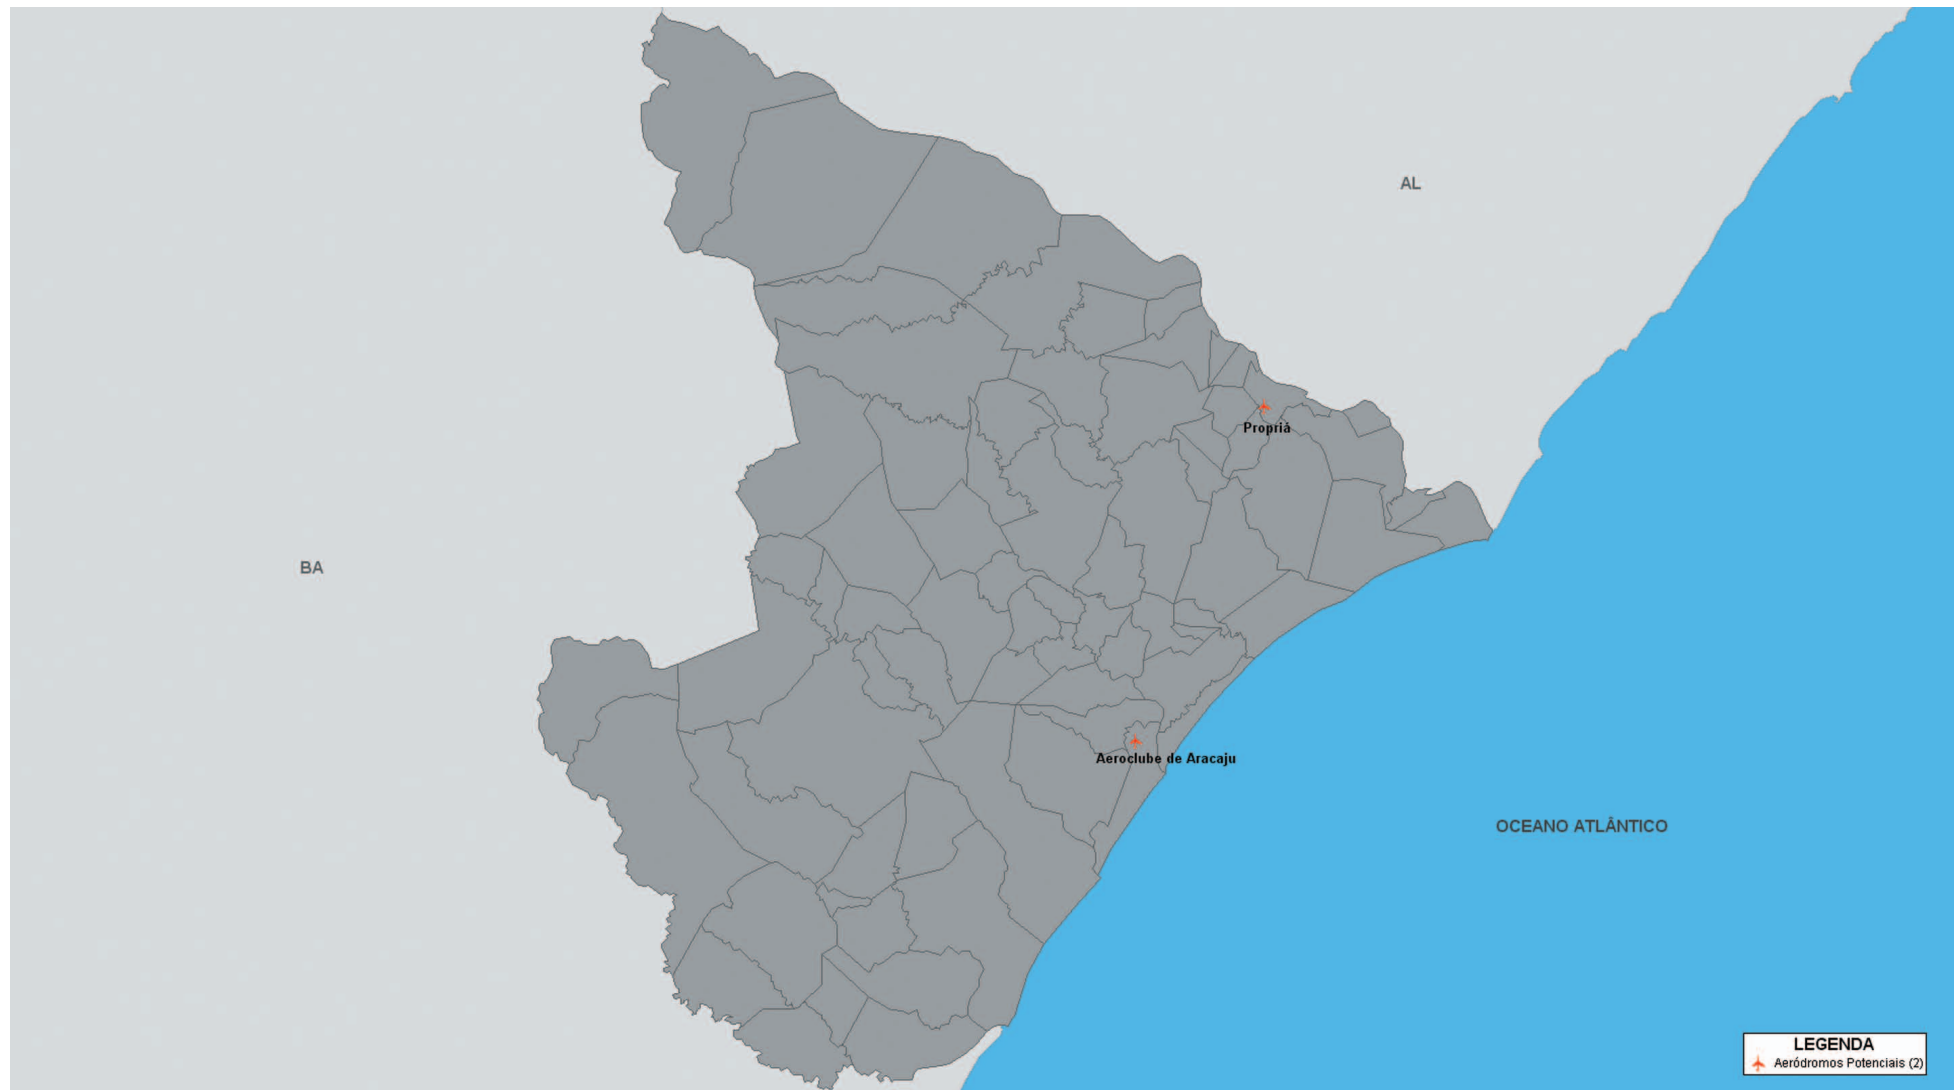 AL
Propriá
BA
Aeroclube de Aracaju
OCEANO ATLÂNTICO
LEGENDA
Aeródromos Potenciais (2)